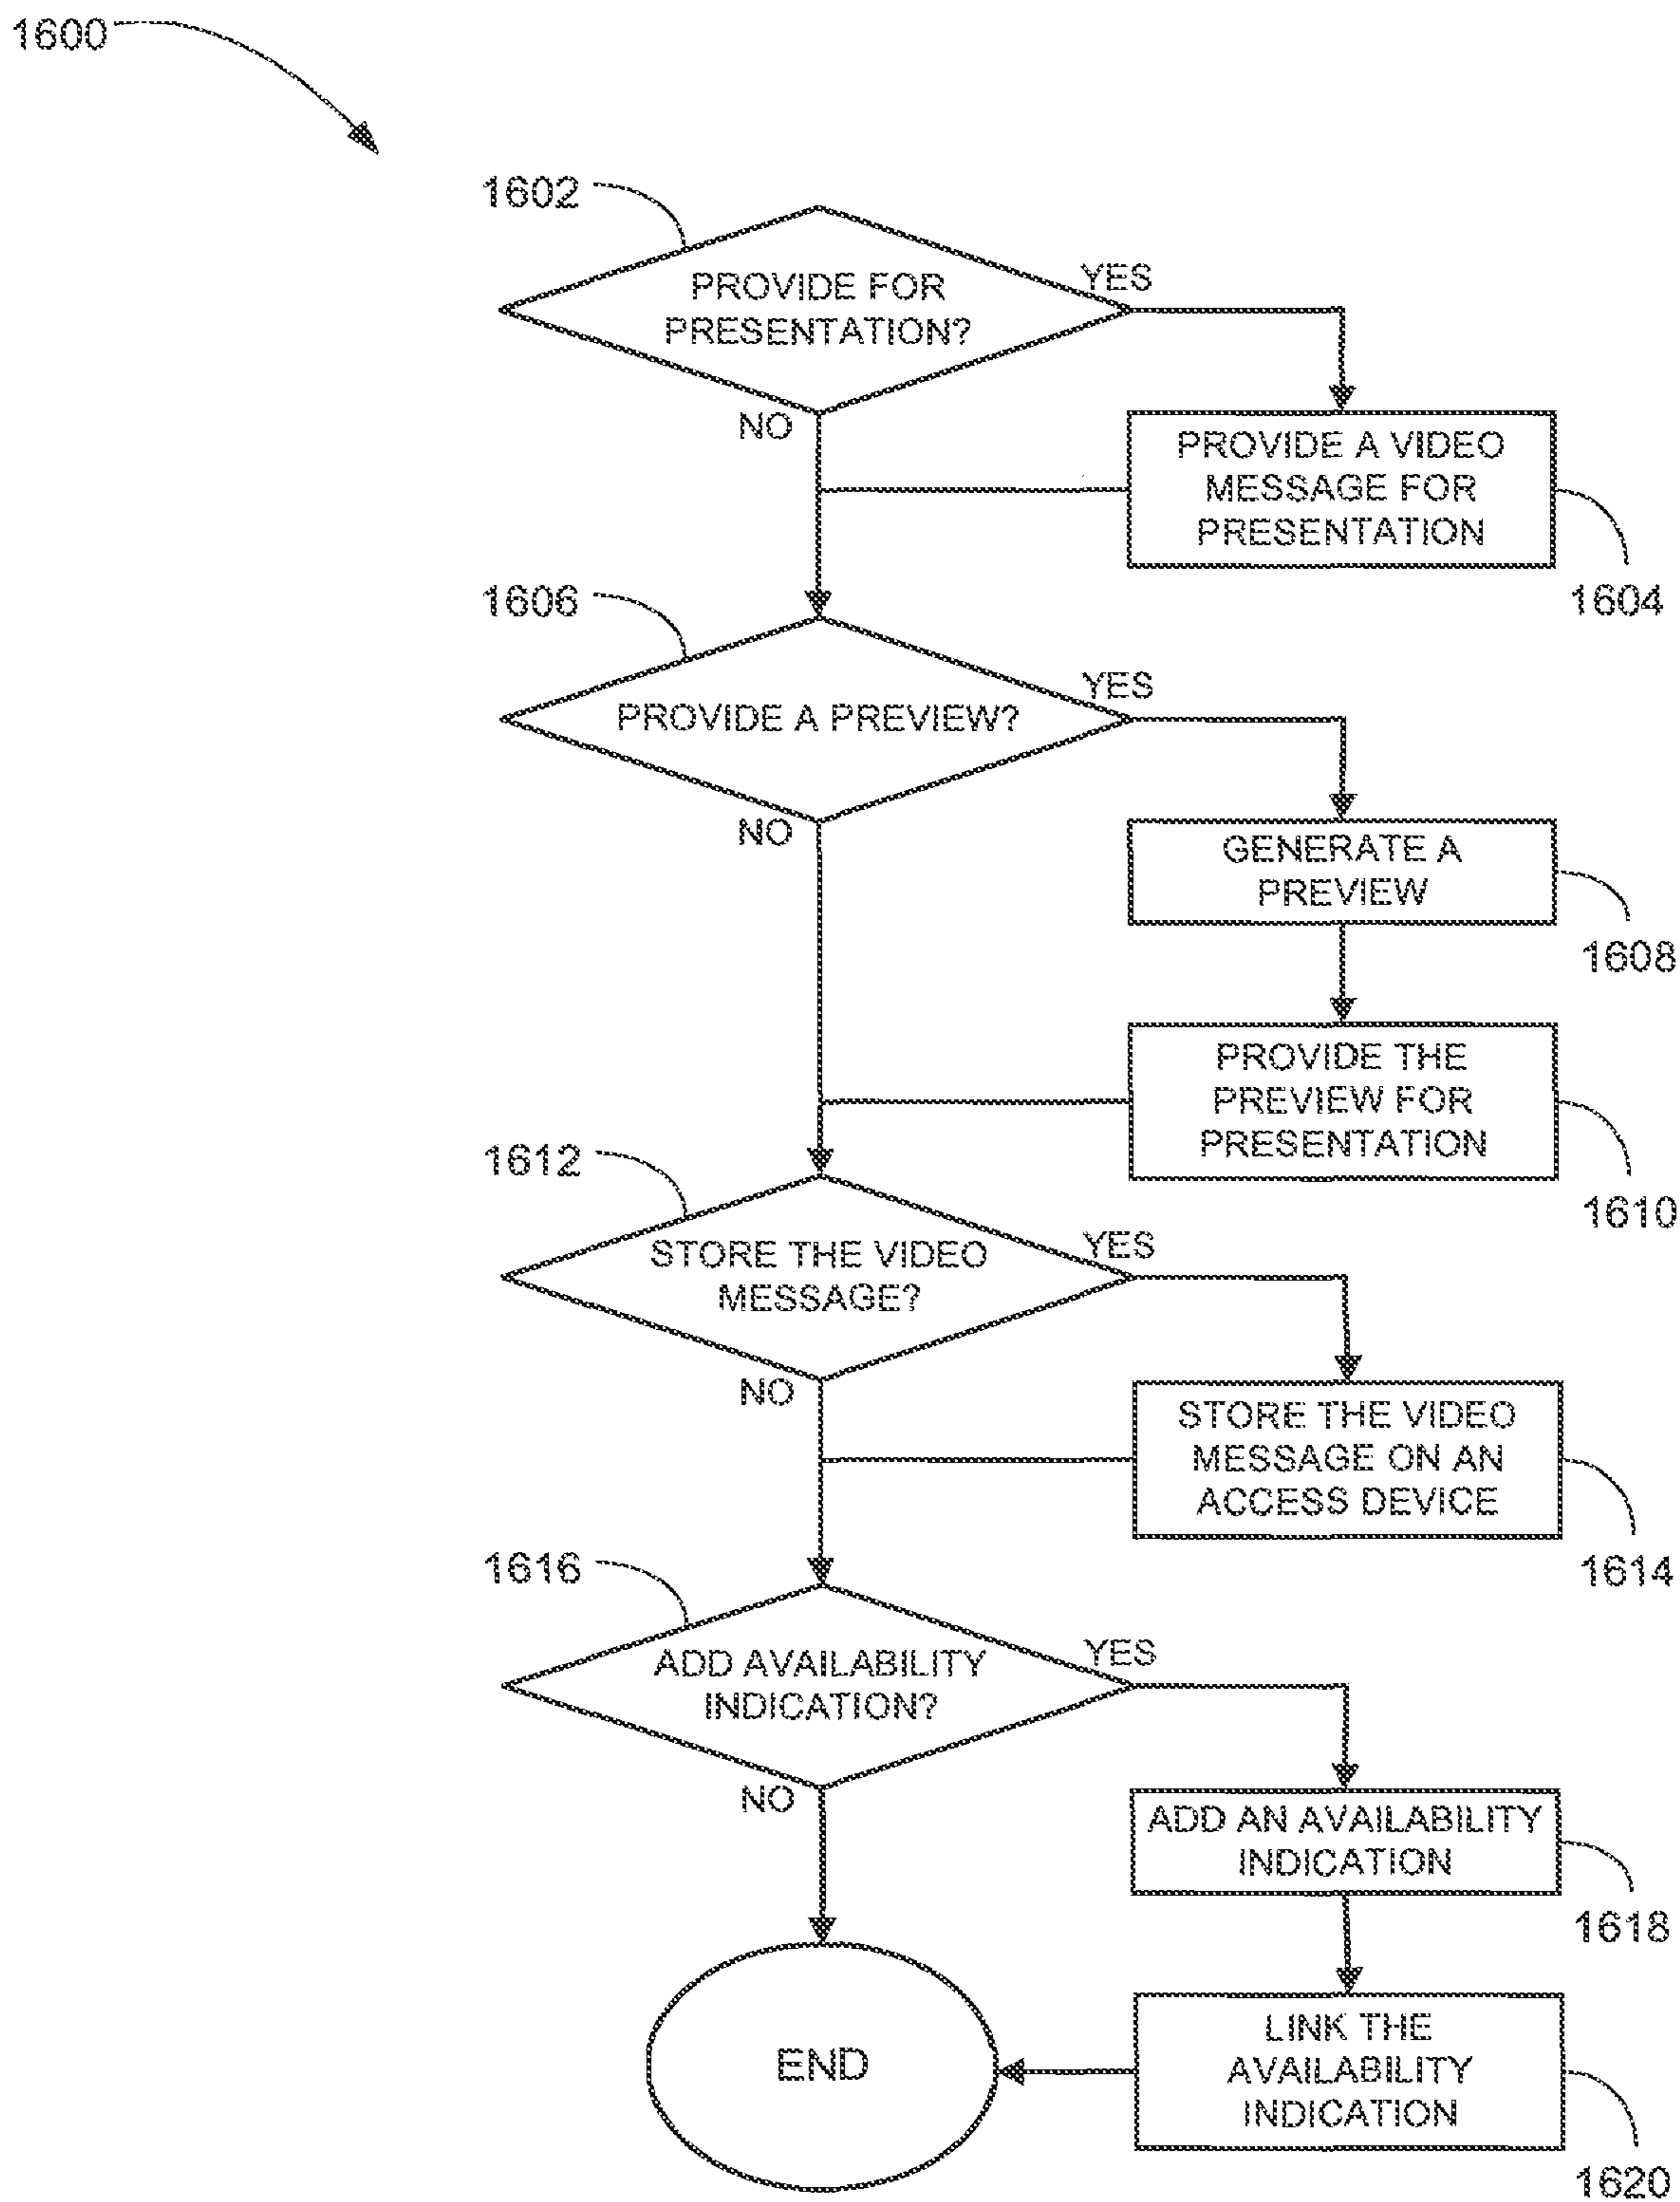 1600
1602
PROVIDE FOR
PRESENTATION?
YES
NO
PROVIDE A VIDEO
MESSAGE FOR
PRESENTATION
1604
1606
PROVIDE A PREVIEW?
YES
NO
GENERATE A
PREVIEW
1608
PROVIDE THE
PREVIEW FOR
PRESENTATION
1610
1612
STORE THE VIDEO
MESSAGE?
YES
NO
STORE THE VIDEO
MESSAGE ON AN
ACCESS DEVICE
1614
1616
ADD AVAILABILITY
INDICATION?
YES
NO
ADD AN AVAILABILITY
INDICATION
1618
END
LINK THE
AVAILABILITY
INDICATION
1620